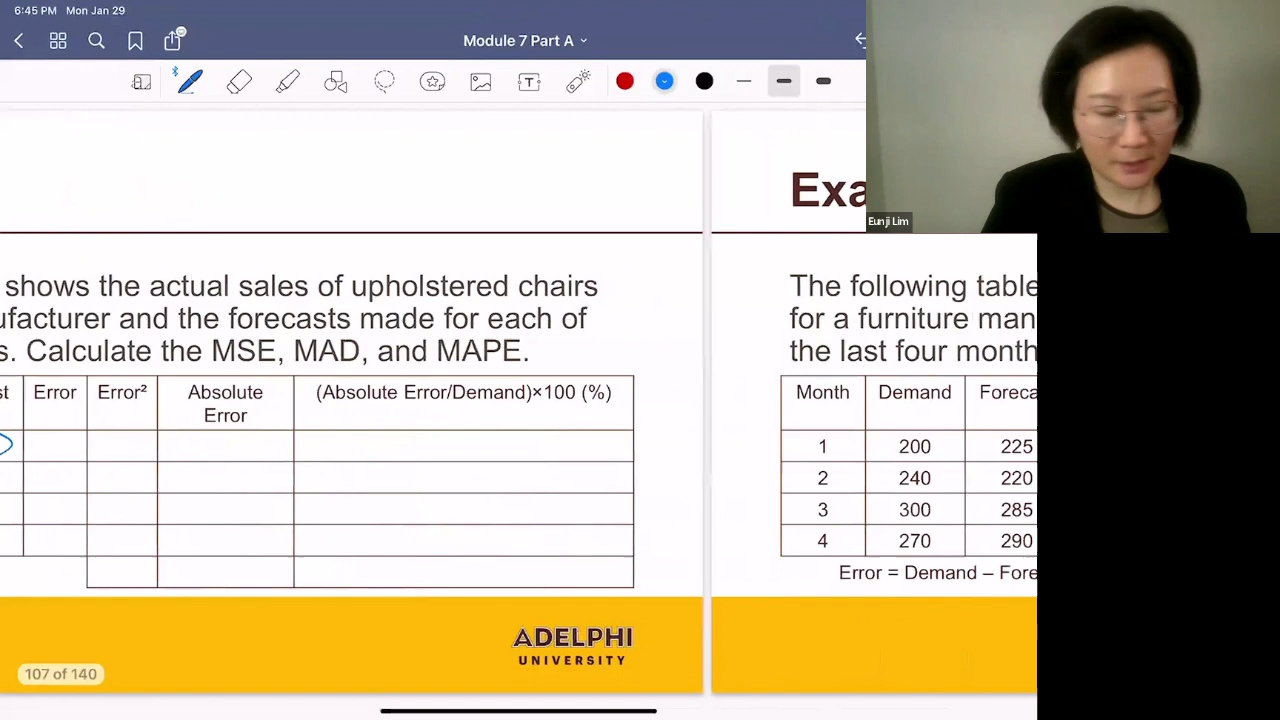 6:45 PM Mon Jan 29
Module 7 Part A
T
Exa
Eunji Lim
shows the actual sales of upholstered chairs
ufacturer and the forecasts made for each of
s. Calculate the MSE, MAD, and MAPE.
st Error Error² Absolute Error (Absolute Error/Demand)×100 (%)
The following table
for a furniture man
the last four month
Month Demand Foreca
1 200 225
2 240 220
3 300 285
4 270 290
Error = Demand – Fore
ADELPHI
UNIVERSITY
107 of 140